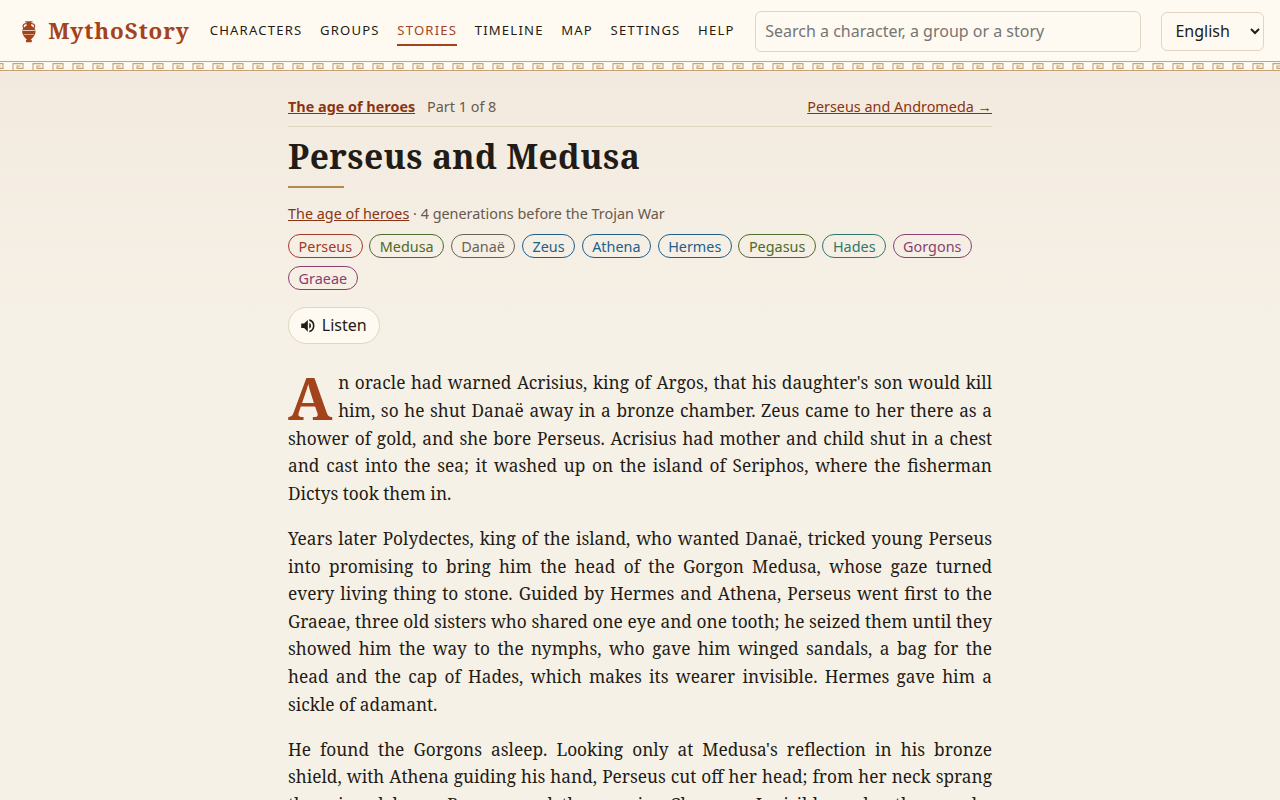 MythoStory
CHARACTERS GROUPS STORIES TIMELINE MAP SETTINGS HELP
Search a character, a group or a story
English
The age of heroes Part 1 of 8
Perseus and Andromeda →
Perseus and Medusa
The age of heroes · 4 generations before the Trojan War
Perseus Medusa Danaë Zeus Athena Hermes Pegasus Hades Gorgons
Graeae
Listen
An oracle had warned Acrisius, king of Argos, that his daughter's son would kill
him, so he shut Danaë away in a bronze chamber. Zeus came to her there as a
shower of gold, and she bore Perseus. Acrisius had mother and child shut in a chest
and cast into the sea; it washed up on the island of Seriphos, where the fisherman
Dictys took them in.
Years later Polydectes, king of the island, who wanted Danaë, tricked young Perseus
into promising to bring him the head of the Gorgon Medusa, whose gaze turned
every living thing to stone. Guided by Hermes and Athena, Perseus went first to the
Graeae, three old sisters who shared one eye and one tooth; he seized them until they
showed him the way to the nymphs, who gave him winged sandals, a bag for the
head and the cap of Hades, which makes its wearer invisible. Hermes gave him a
sickle of adamant.
He found the Gorgons asleep. Looking only at Medusa's reflection in his bronze
shield, with Athena guiding his hand, Perseus cut off her head; from her neck sprang